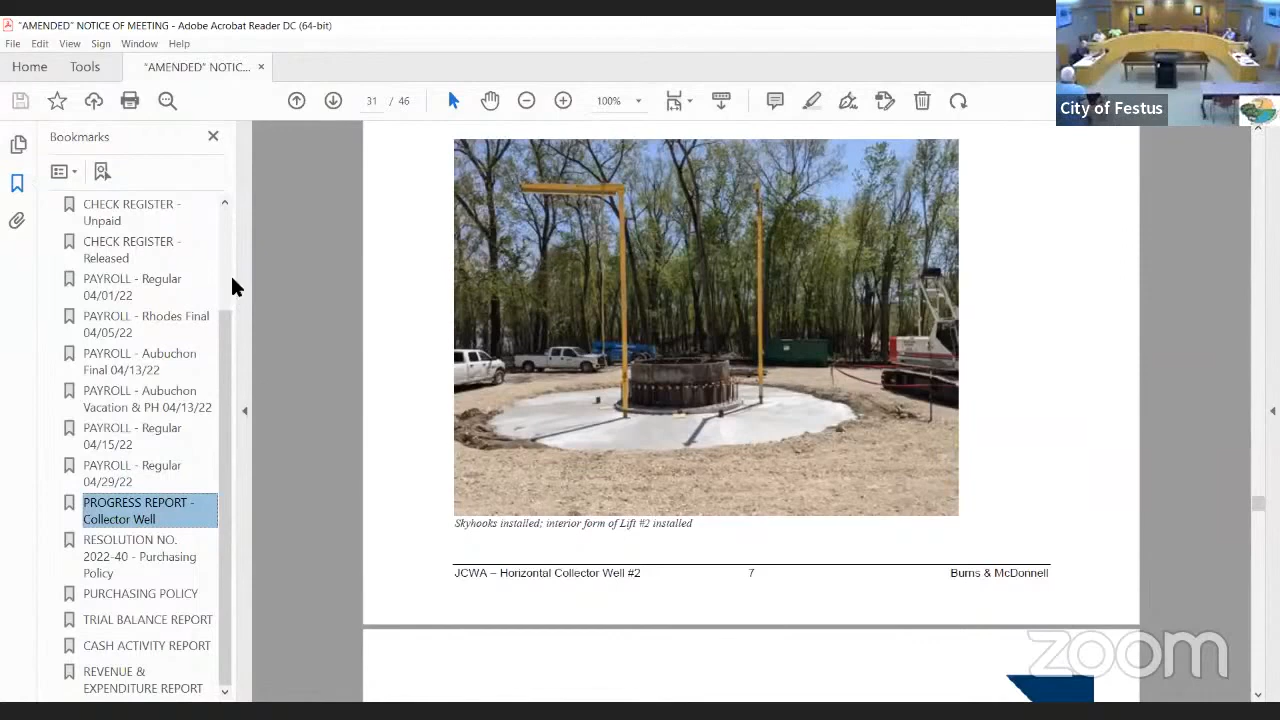 "AMENDED" NOTICE OF MEETING - Adobe Acrobat Reader DC (64-bit)
File Edit View Sign Window Help
Home Tools "AMENDED" NOTIC... ×
31 / 46 100%
City of Festus
Bookmarks
CHECK REGISTER -
Unpaid
CHECK REGISTER -
Released
PAYROLL - Regular
04/01/22
PAYROLL - Rhodes Final
04/05/22
PAYROLL - Aubuchon
Final 04/13/22
PAYROLL - Aubuchon
Vacation & PH 04/13/22
PAYROLL - Regular
04/15/22
PAYROLL - Regular
04/29/22
PROGRESS REPORT -
Collector Well
RESOLUTION NO.
2022-40 - Purchasing
Policy
PURCHASING POLICY
TRIAL BALANCE REPORT
CASH ACTIVITY REPORT
REVENUE &
EXPENDITURE REPORT
Skyhooks installed; interior form of Lift #2 installed
JCWA – Horizontal Collector Well #2 7 Burns & McDonnell
zoom